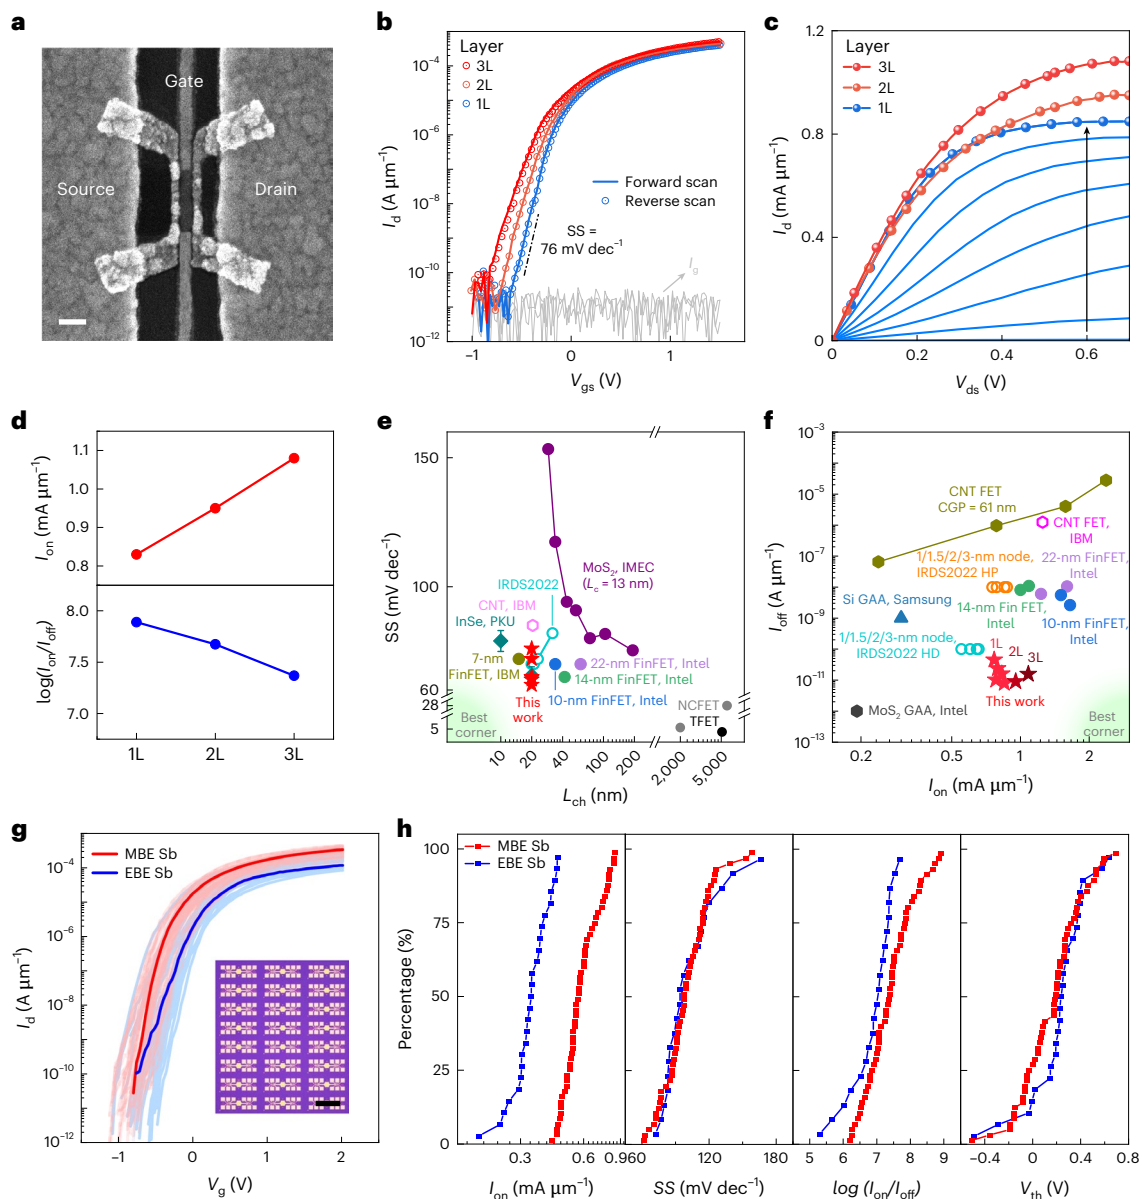 a
Gate
Source
Drain
b
Layer
3L
2L
1L
Forward scan
Reverse scan
SS =
76 mV dec⁻¹
I_g
I_d (A μm⁻¹)
10⁻⁴
10⁻⁶
10⁻⁸
10⁻¹⁰
10⁻¹²
−1
0
1
V_gs (V)
c
Layer
3L
2L
1L
I_d (mA μm⁻¹)
1.2
0.8
0.4
0
0
0.2
0.4
0.6
V_ds (V)
d
I_on (mA μm⁻¹)
1.1
1.0
0.9
0.8
log(I_on/I_off)
8.0
7.5
7.0
1L
2L
3L
e
SS (mV dec⁻¹)
150
100
60
28
5
MoS₂, IMEC
(L_c = 13 nm)
IRDS2022
CNT, IBM
InSe, PKU
7-nm
FinFET, IBM
22-nm FinFET, Intel
14-nm FinFET, Intel
10-nm FinFET, Intel
This
work
NCFET
TFET
Best
corner
10
20
40
100
200
2,000
5,000
L_ch (nm)
f
I_off (A μm⁻¹)
10⁻³
10⁻⁵
10⁻⁷
10⁻⁹
10⁻¹¹
10⁻¹³
CNT FET
CGP = 61 nm
CNT FET,
IBM
1/1.5/2/3-nm node,
IRDS2022 HP
22-nm FinFET,
Intel
Si GAA, Samsung
14-nm Fin FET,
Intel
10-nm FinFET,
Intel
1/1.5/2/3-nm node,
IRDS2022 HD
1L
2L
3L
This work
MoS₂ GAA, Intel
Best
corner
0.2
1
2
I_on (mA μm⁻¹)
g
MBE Sb
EBE Sb
I_d (A μm⁻¹)
10⁻⁴
10⁻⁶
10⁻⁸
10⁻¹⁰
10⁻¹²
−1
0
1
2
V_g (V)
h
MBE Sb
EBE Sb
Percentage (%)
100
75
50
25
0
0.3
0.6
0.9
I_on (mA μm⁻¹)
60
120
180
SS (mV dec⁻¹)
5
6
7
8
9
log (I_on/I_off)
−0.4
0
0.4
0.8
V_th (V)